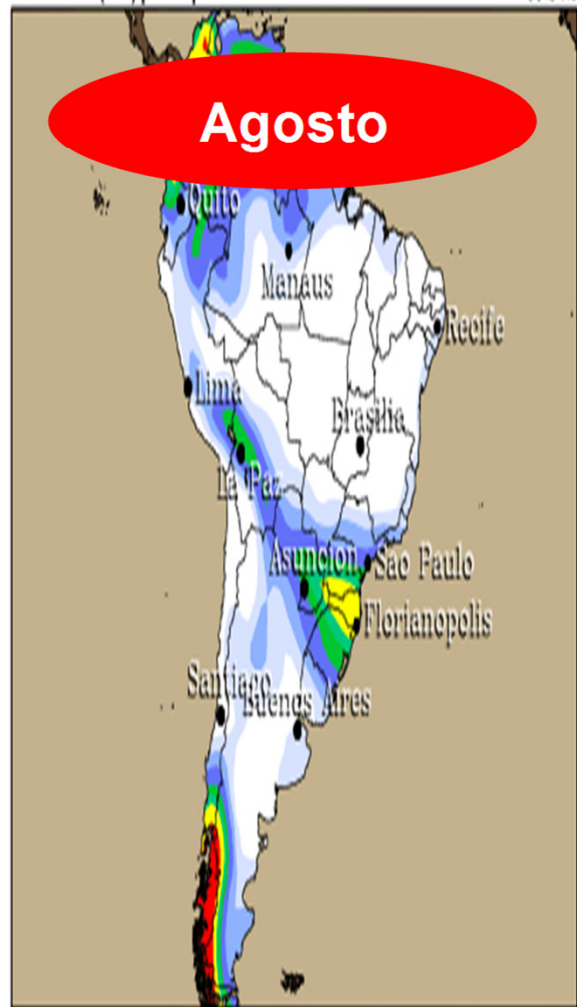 Agosto
Quito
Manaus
Recife
Lima
Brasilia
La Paz
Asuncion
Sao Paulo
Florianopolis
Santiago
Buenos Aires